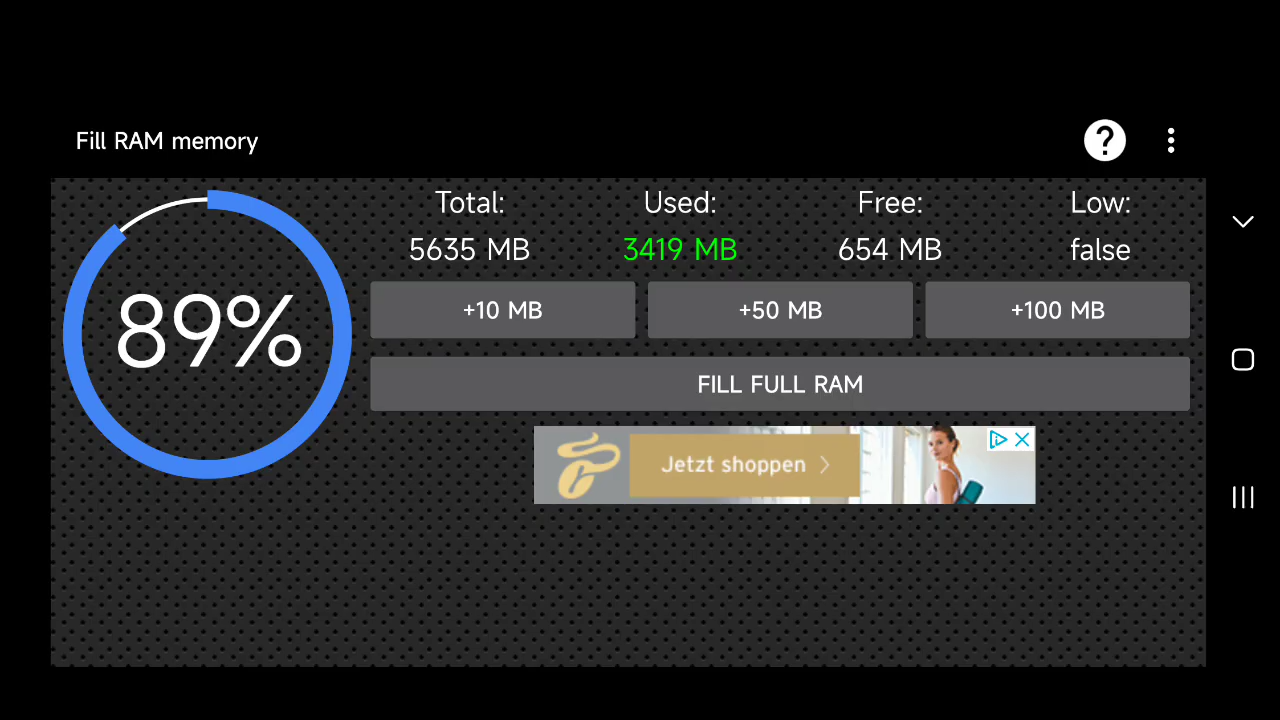 Fill RAM memory
?
Total: Used: Free: Low:
5635 MB 3419 MB 654 MB false
89%
+10 MB +50 MB +100 MB
FILL FULL RAM
Jetzt shoppen